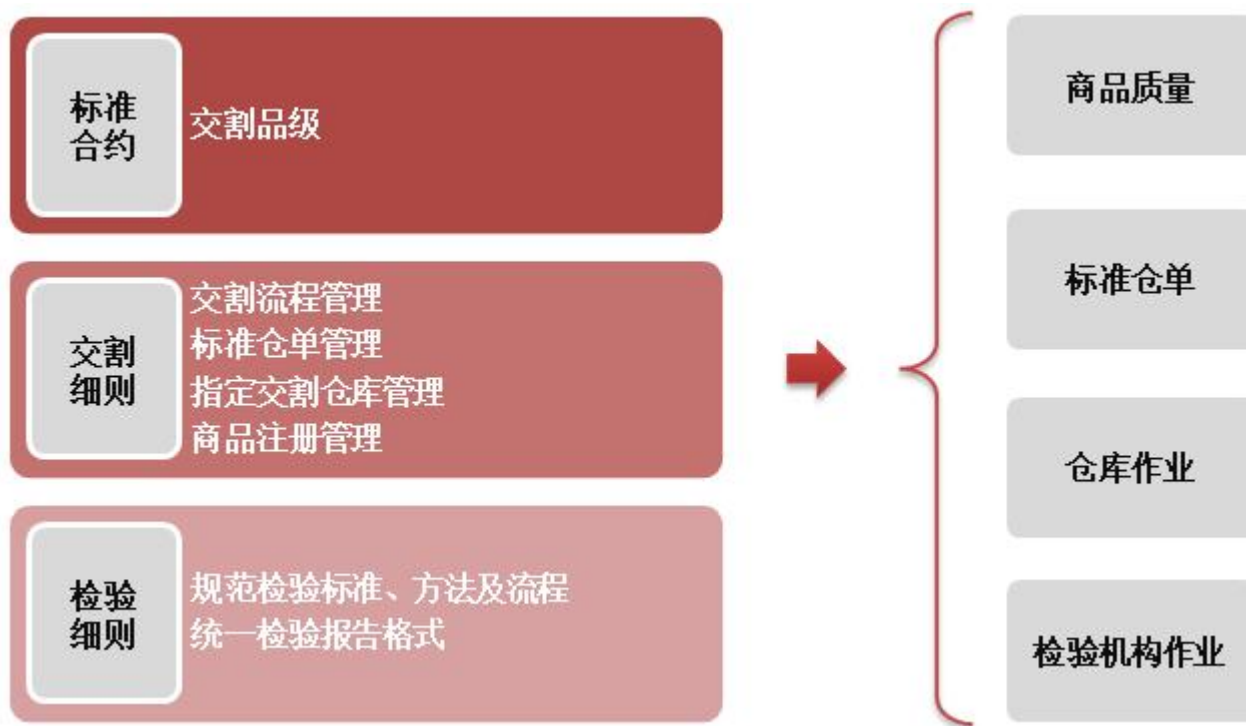 标准
合约
交割品级
交割
细则
交割流程管理
标准仓单管理
指定交割仓库管理
商品注册管理
检验
细则
规范检验标准、方法及流程
统一检验报告格式
商品质量
标准仓单
仓库作业
检验机构作业